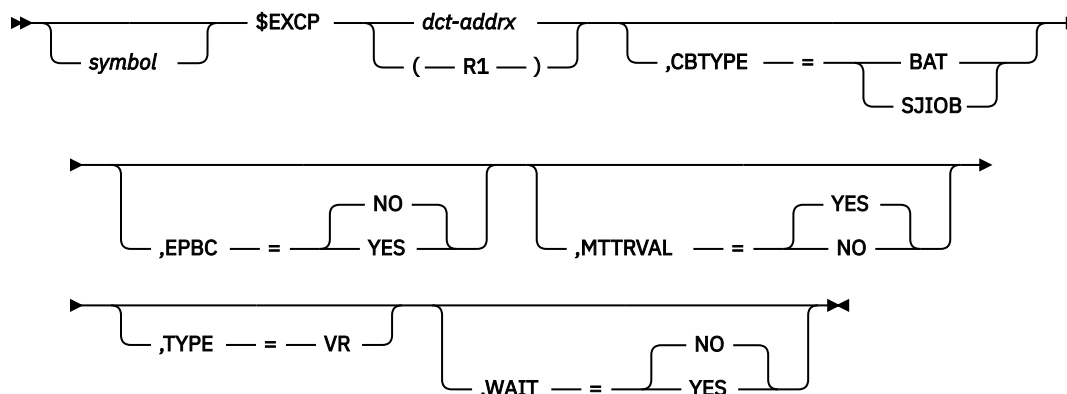 $EXCP dct-addrx
symbol ( R1 ) ,CBTYPE = BAT
SJIOB
NO YES
,EPBC = YES ,MTTRVAL = NO
,TYPE = VR NO
,WAIT = YES